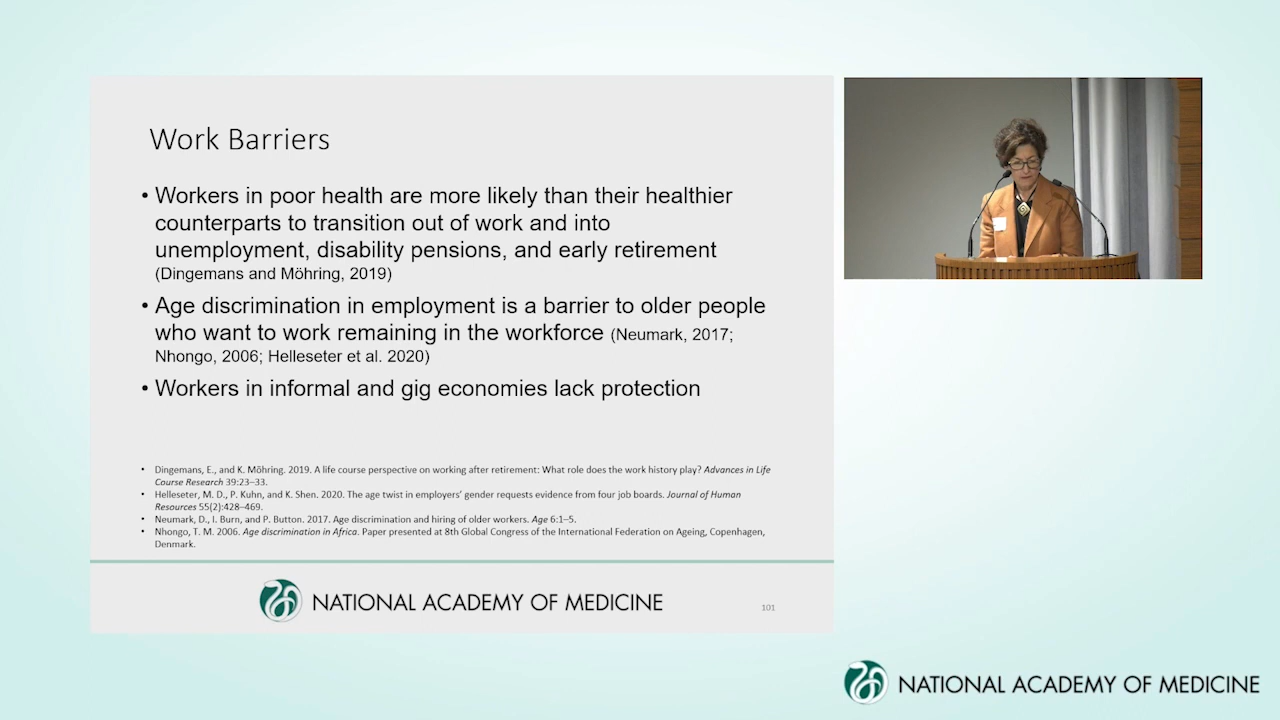 Work Barriers
• Workers in poor health are more likely than their healthier
counterparts to transition out of work and into
unemployment, disability pensions, and early retirement
(Dingemans and Möhring, 2019)
• Age discrimination in employment is a barrier to older people
who want to work remaining in the workforce (Neumark, 2017;
Nhongo, 2006; Helleseter et al. 2020)
• Workers in informal and gig economies lack protection
• Dingemans, E., and K. Möhring. 2019. A life course perspective on working after retirement: What role does the work history play? Advances in Life
Course Research 39:23–33.
• Helleseter, M. D., P. Kuhn, and K. Shen. 2020. The age twist in employers' gender requests evidence from four job boards. Journal of Human
Resources 55(2):428–469.
• Neumark, D., I. Burn, and P. Button. 2017. Age discrimination and hiring of older workers. Age 6:1–5.
• Nhongo, T. M. 2006. Age discrimination in Africa. Paper presented at 8th Global Congress of the International Federation on Ageing, Copenhagen,
Denmark.
NATIONAL ACADEMY OF MEDICINE
101
NATIONAL ACADEMY OF MEDICINE